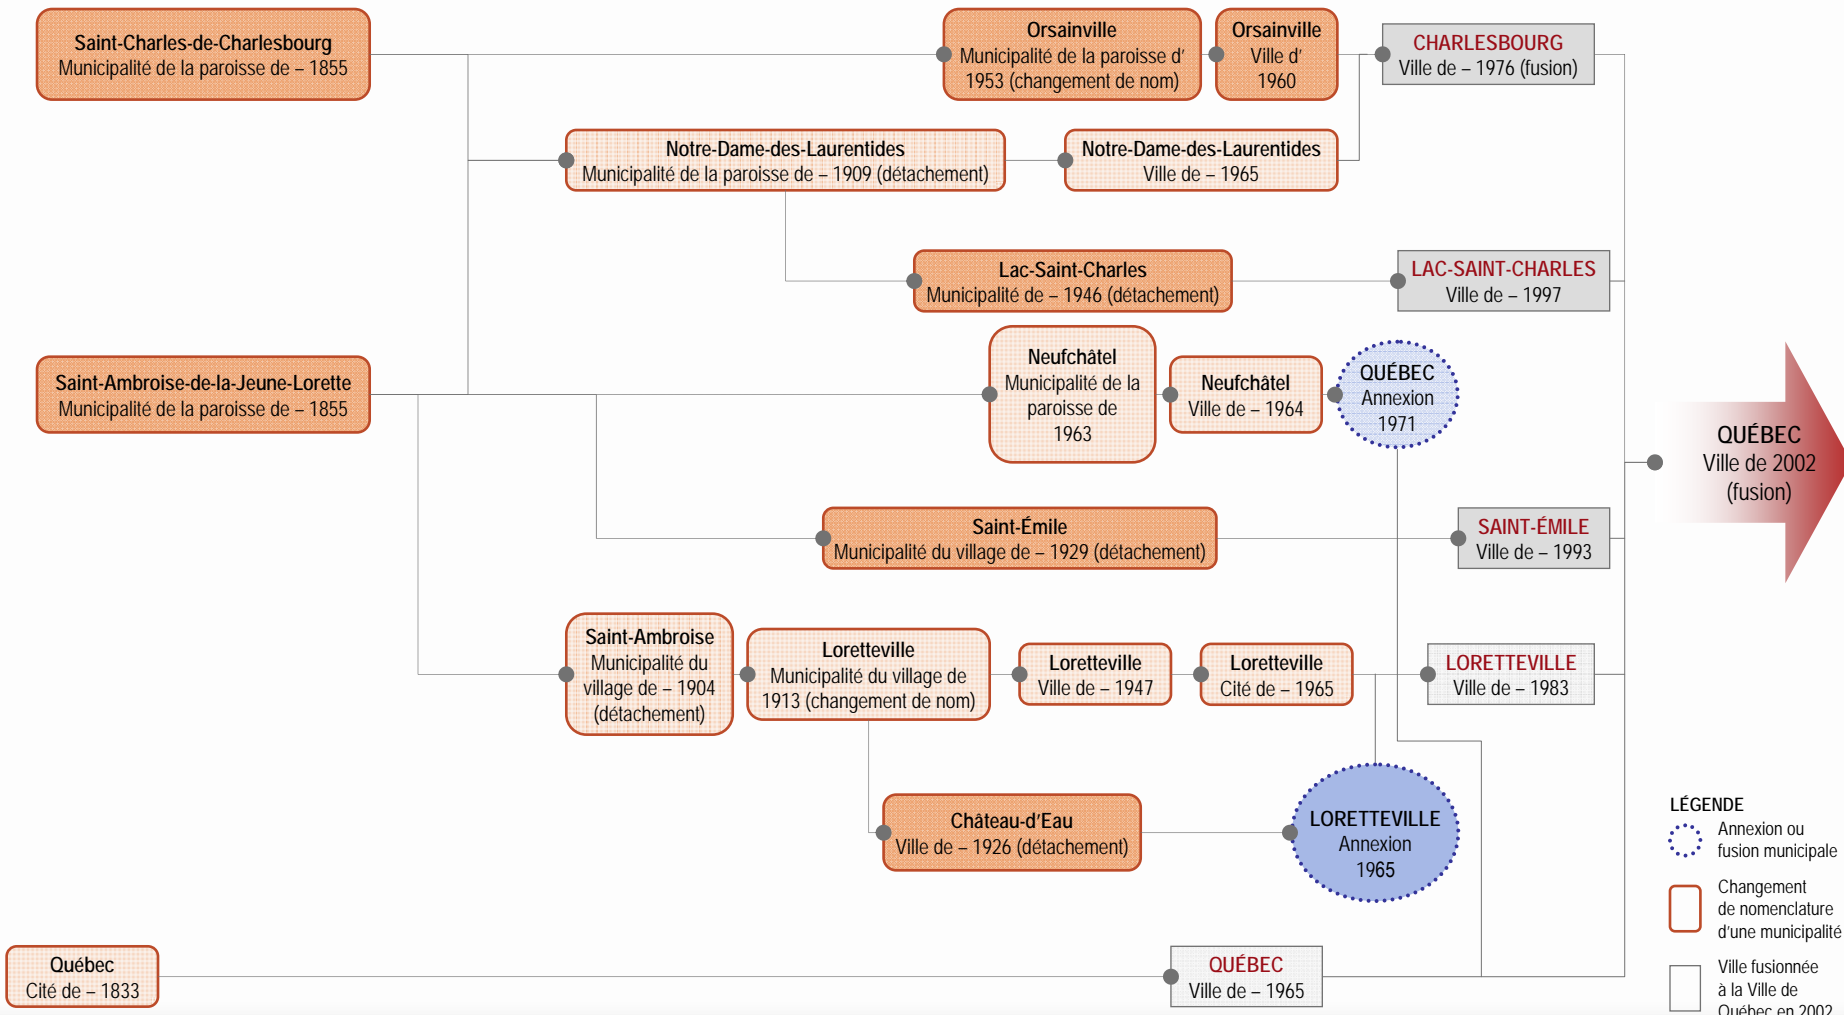 Saint-Charles-de-Charlesbourg
Municipalité de la paroisse de – 1855
Orsainville
Municipalité de la paroisse d'
1953 (changement de nom)
Orsainville
Ville d'
1960
CHARLESBOURG
Ville de – 1976 (fusion)
Notre-Dame-des-Laurentides
Municipalité de la paroisse de – 1909 (détachement)
Notre-Dame-des-Laurentides
Ville de – 1965
Lac-Saint-Charles
Municipalité de – 1946 (détachement)
LAC-SAINT-CHARLES
Ville de – 1997
Saint-Ambroise-de-la-Jeune-Lorette
Municipalité de la paroisse de – 1855
Neufchâtel
Municipalité de la
paroisse de
1963
Neufchâtel
Ville de – 1964
QUÉBEC
Annexion
1971
QUÉBEC
Ville de 2002
(fusion)
Saint-Émile
Municipalité du village de – 1929 (détachement)
SAINT-ÉMILE
Ville de – 1993
Saint-Ambroise
Municipalité du
village de – 1904
(détachement)
Loretteville
Municipalité du village de
1913 (changement de nom)
Loretteville
Ville de – 1947
Loretteville
Cité de – 1965
LORETTEVILLE
Ville de – 1983
Château-d'Eau
Ville de – 1926 (détachement)
LORETTEVILLE
Annexion
1965
Québec
Cité de – 1833
QUÉBEC
Ville de – 1965
LÉGENDE
Annexion ou
fusion municipale
Changement
de nomenclature
d'une municipalité
Ville fusionnée
à la Ville de
Québec en 2002